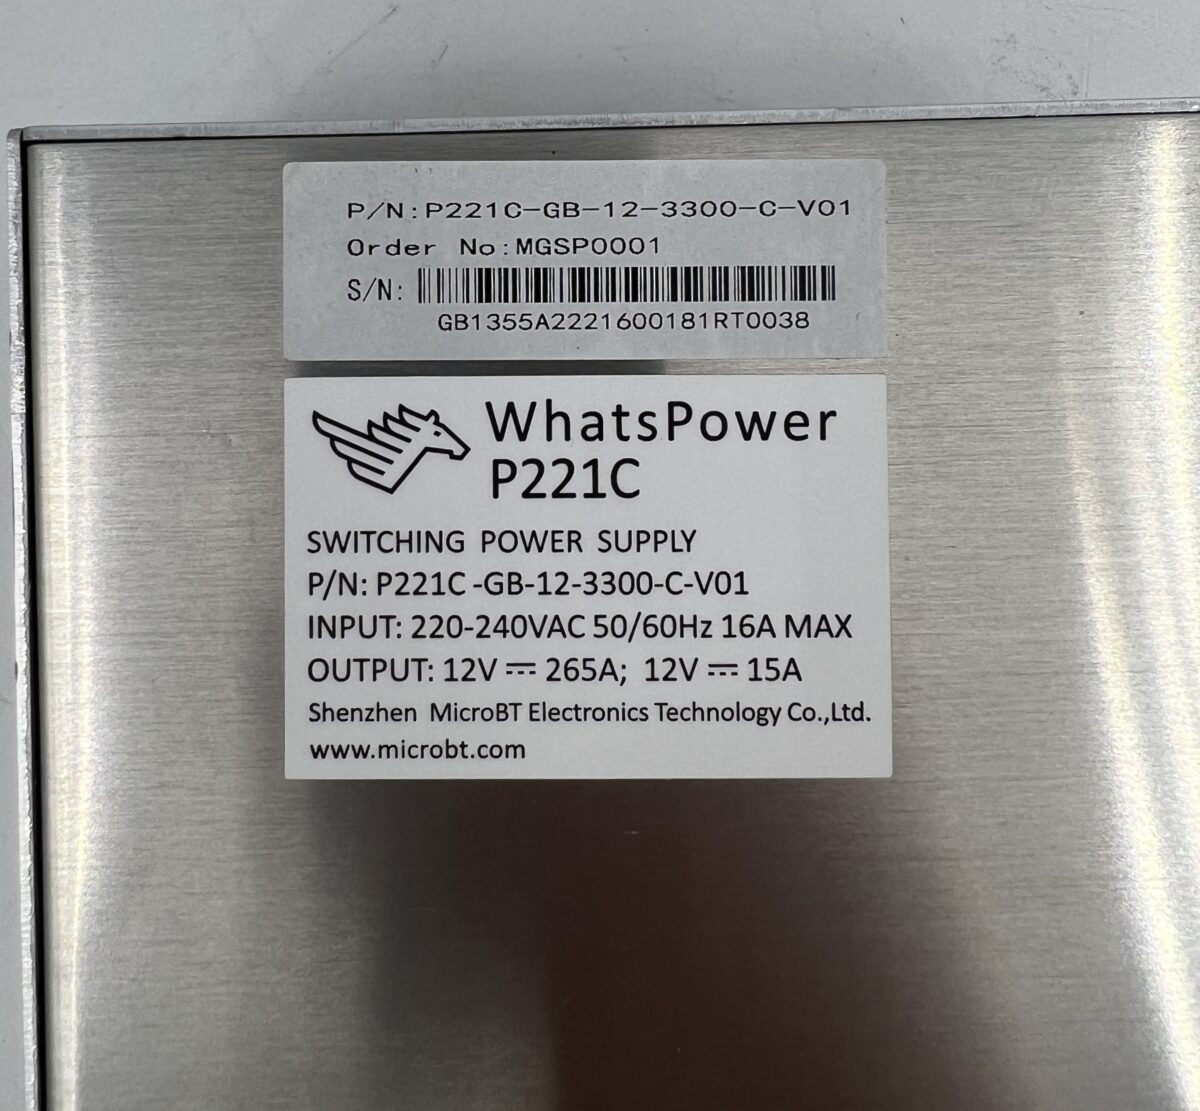 P/N:P221C-GB-12-3300-C-V01
Order No:MGSP0001
S/N:
GB1355A2221600181RT0038
WhatsPower
P221C
SWITCHING POWER SUPPLY
P/N: P221C -GB-12-3300-C-V01
INPUT: 220-240VAC 50/60Hz 16A MAX
OUTPUT: 12V ⎓ 265A; 12V ⎓ 15A
Shenzhen MicroBT Electronics Technology Co.,Ltd.
www.microbt.com